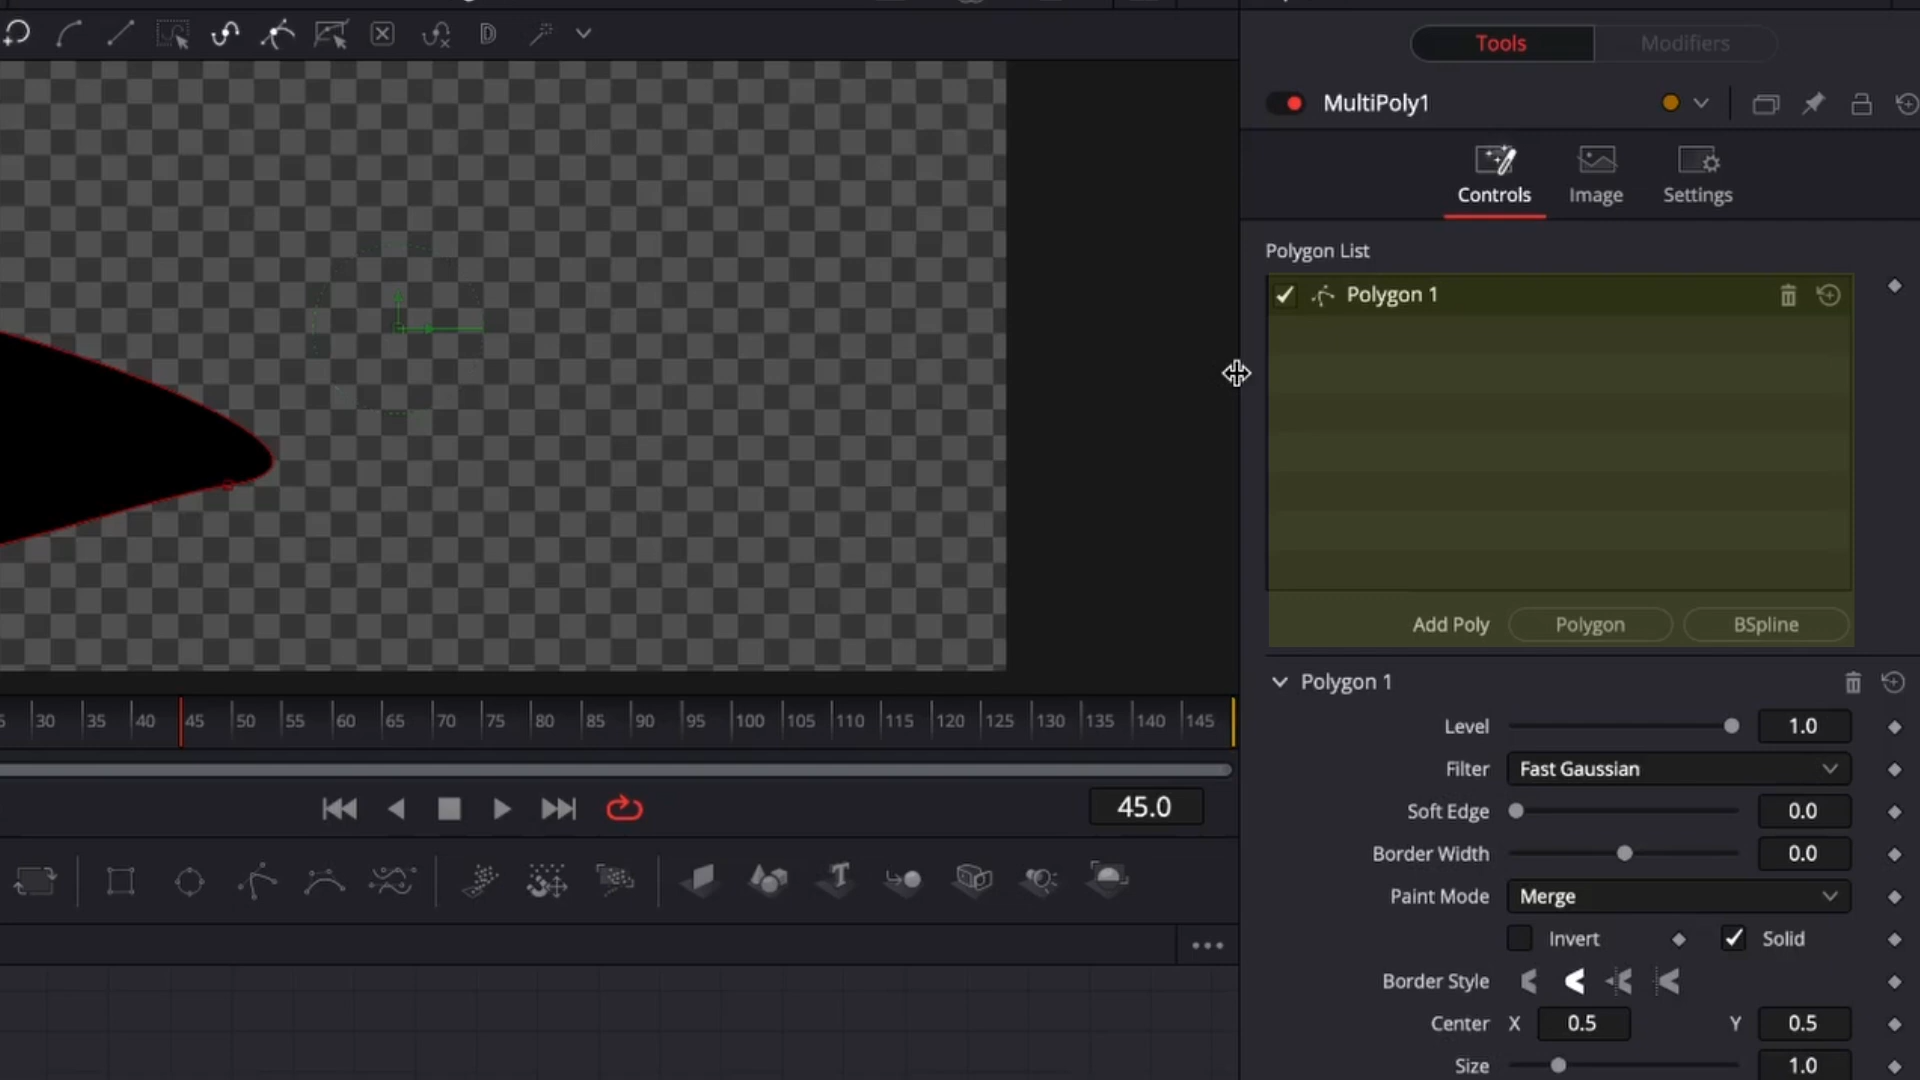 Tools
Modifiers
MultiPoly1
Controls
Image
Settings
Polygon List
Polygon 1
Add Poly
Polygon
BSpline
Polygon 1
30 35 40 45 50 55 60 65 70 75 80 85 90 95 100 105 110 115 120 125 130 135 140 145
Level 1.0
Filter Fast Gaussian
45.0
Soft Edge 0.0
Border Width 0.0
Paint Mode Merge
Invert Solid
Border Style
Center X 0.5 Y 0.5
Size 1.0